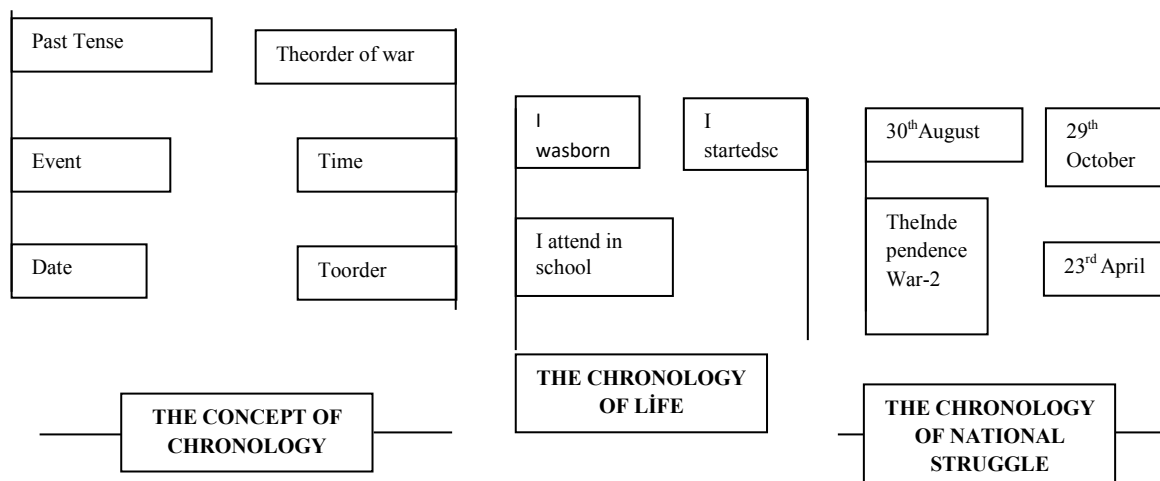 Past Tense
Theorder of war
Event
Time
Date
Toorder
THE CONCEPT OF
CHRONOLOGY
I
wasborn
I
startedsc
I attend in
school
THE CHRONOLOGY
OF LİFE
30thAugust
29th
October
TheInde
pendence
War-2
23rd April
THE CHRONOLOGY
OF NATIONAL
STRUGGLE